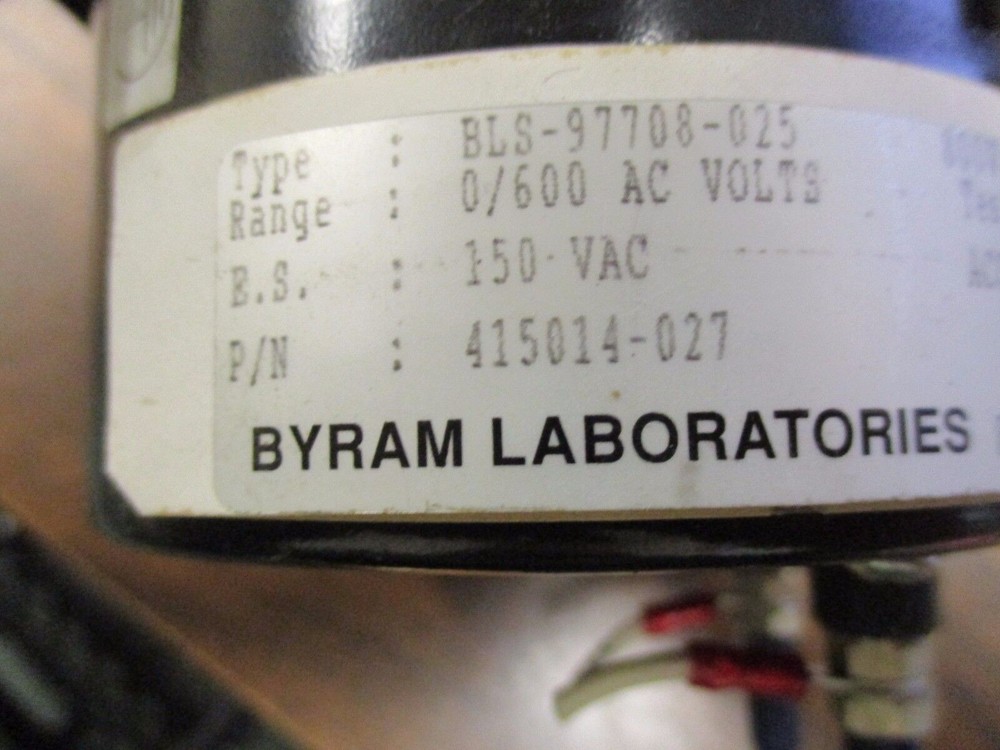 Type : BLS-97708-025
Range : 0/600 AC VOLTS
E.S. : 150 VAC
P/N : 415014-027
BYRAM LABORATORIES